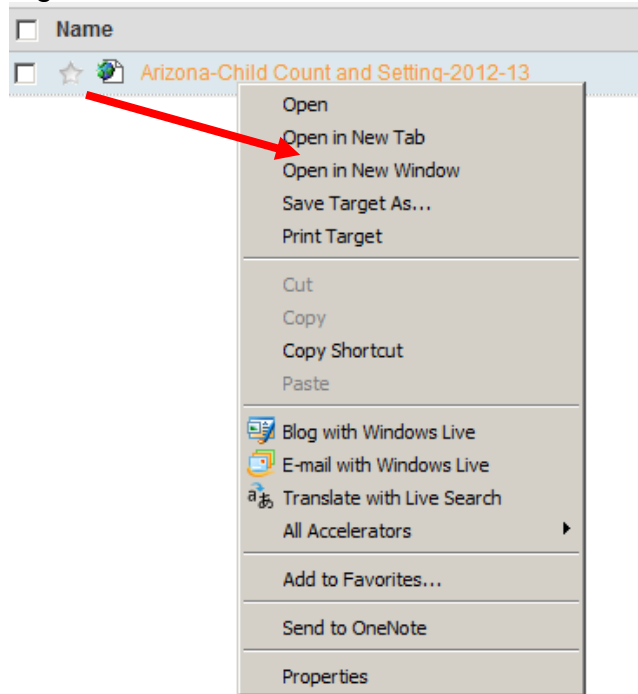 Name
Arizona-Child Count and Setting-2012-13
Open
Open in New Tab
Open in New Window
Save Target As...
Print Target
Cut
Copy
Copy Shortcut
Paste
Blog with Windows Live
E-mail with Windows Live
Translate with Live Search
All Accelerators
Add to Favorites...
Send to OneNote
Properties